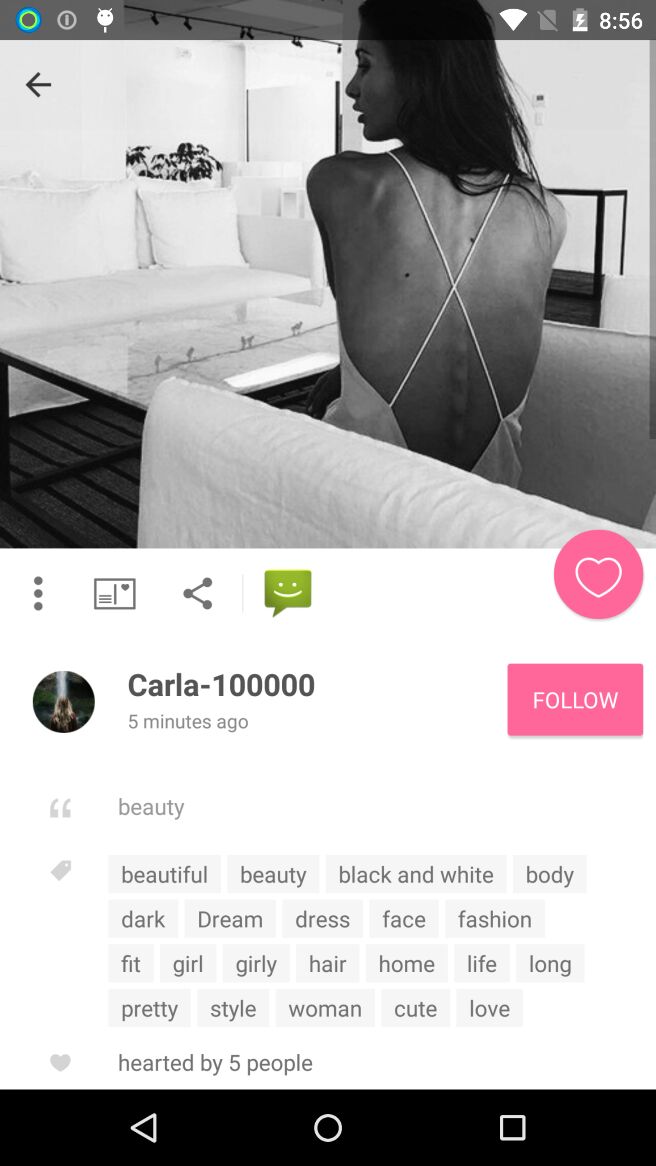 8:56
Carla-100000
5 minutes ago
FOLLOW
beauty
beautiful beauty black and white body
dark Dream dress face fashion
fit girl girly hair home life long
pretty style woman cute love
hearted by 5 people